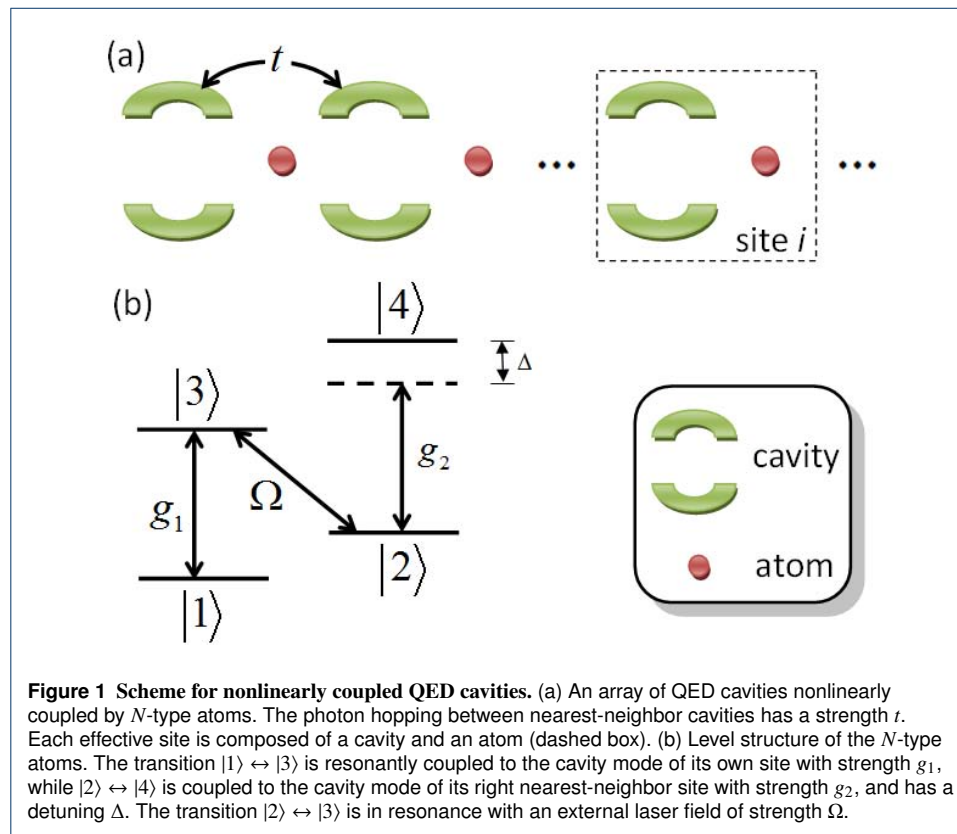 (a)
t
...
...
site i
(b)
|4⟩
Δ
|3⟩
g₂
cavity
Ω
g₁
|2⟩
atom
|1⟩
Figure 1 Scheme for nonlinearly coupled QED cavities. (a) An array of QED cavities nonlinearly
coupled by N-type atoms. The photon hopping between nearest-neighbor cavities has a strength t.
Each effective site is composed of a cavity and an atom (dashed box). (b) Level structure of the N-type
atoms. The transition |1⟩ ↔ |3⟩ is resonantly coupled to the cavity mode of its own site with strength g₁,
while |2⟩ ↔ |4⟩ is coupled to the cavity mode of its right nearest-neighbor site with strength g₂, and has a
detuning Δ. The transition |2⟩ ↔ |3⟩ is in resonance with an external laser field of strength Ω.